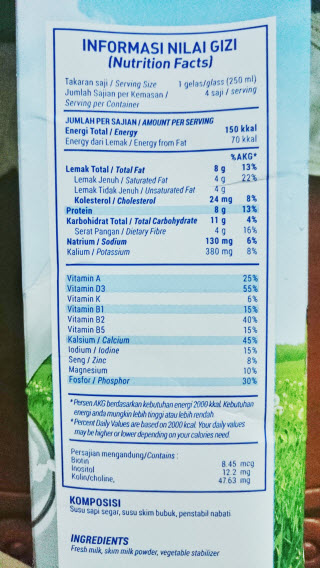 INFORMASI NILAI GIZI
(Nutrition Facts)
Takaran saji / Serving Size 1 gelas/glass (250 ml)
Jumlah Sajian per Kemasan / 4 saji / serving
Serving per Container
JUMLAH PER SAJIAN / AMOUNT PER SERVING
Energi Total / Energy 150 kkal
Energy dari Lemak / Energy from Fat 70 kkal
%AKG*
Lemak Total / Total Fat 8 g 13%
Lemak Jenuh / Saturated Fat 4 g 22%
Lemak Tidak Jenuh / Unsaturated Fat 4 g
Kolesterol / Cholesterol 24 mg 8%
Protein 8 g 13%
Karbohidrat Total / Total Carbohydrate 11 g 4%
Serat Pangan / Dietary Fibre 4 g 16%
Natrium / Sodium 130 mg 6%
Kalium / Potassium 380 mg 8%
Vitamin A 25%
Vitamin D3 55%
Vitamin K 6%
Vitamin B1 15%
Vitamin B2 40%
Vitamin B5 15%
Kalsium / Calcium 45%
Iodium / Iodine 15%
Seng / Zinc 8%
Magnesium 10%
Fosfor / Phosphor 30%
*Persen AKG berdasarkan kebutuhan energi 2000 kkal. Kebutuhan
energi anda mungkin lebih tinggi atau lebih rendah
*Percent Daily Values are based on 2000 kcal. Your daily values
may be higher or lower depending on your calories need.
Persajian mengandung/Contains :
Biotin 8.45 mcg
Inositol 12.2 mg
Kolin/choline, 47.63 mg
KOMPOSISI
Susu sapi segar, susu skim bubuk, penstabil nabati
INGREDIENTS
Fresh milk, skim milk powder, vegetable stabilizer